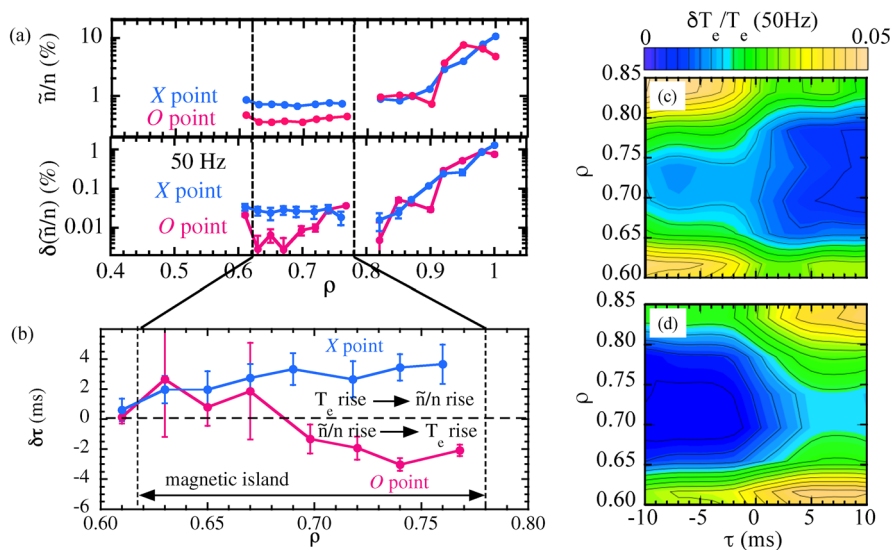 (a)
10
1
ñ/n (%)
X point
O point
1
0.1
0.01
δ(ñ/n) (%)
50 Hz
X point
O point
0.4 0.5 0.6 0.7 0.8 0.9 1
ρ
(b)
4
2
0
-2
-4
-6
δτ (ms)
X point
T_e rise → ñ/n rise
ñ/n rise → T_e rise
magnetic island
O point
0.60 0.65 0.70 0.75 0.80
ρ
δT_e/T_e (50Hz)
0 0.05
(c)
0.85
0.80
0.75
0.70
0.65
0.60
ρ
(d)
0.85
0.80
0.75
0.70
0.65
0.60
ρ
-10 -5 0 5 10
τ (ms)